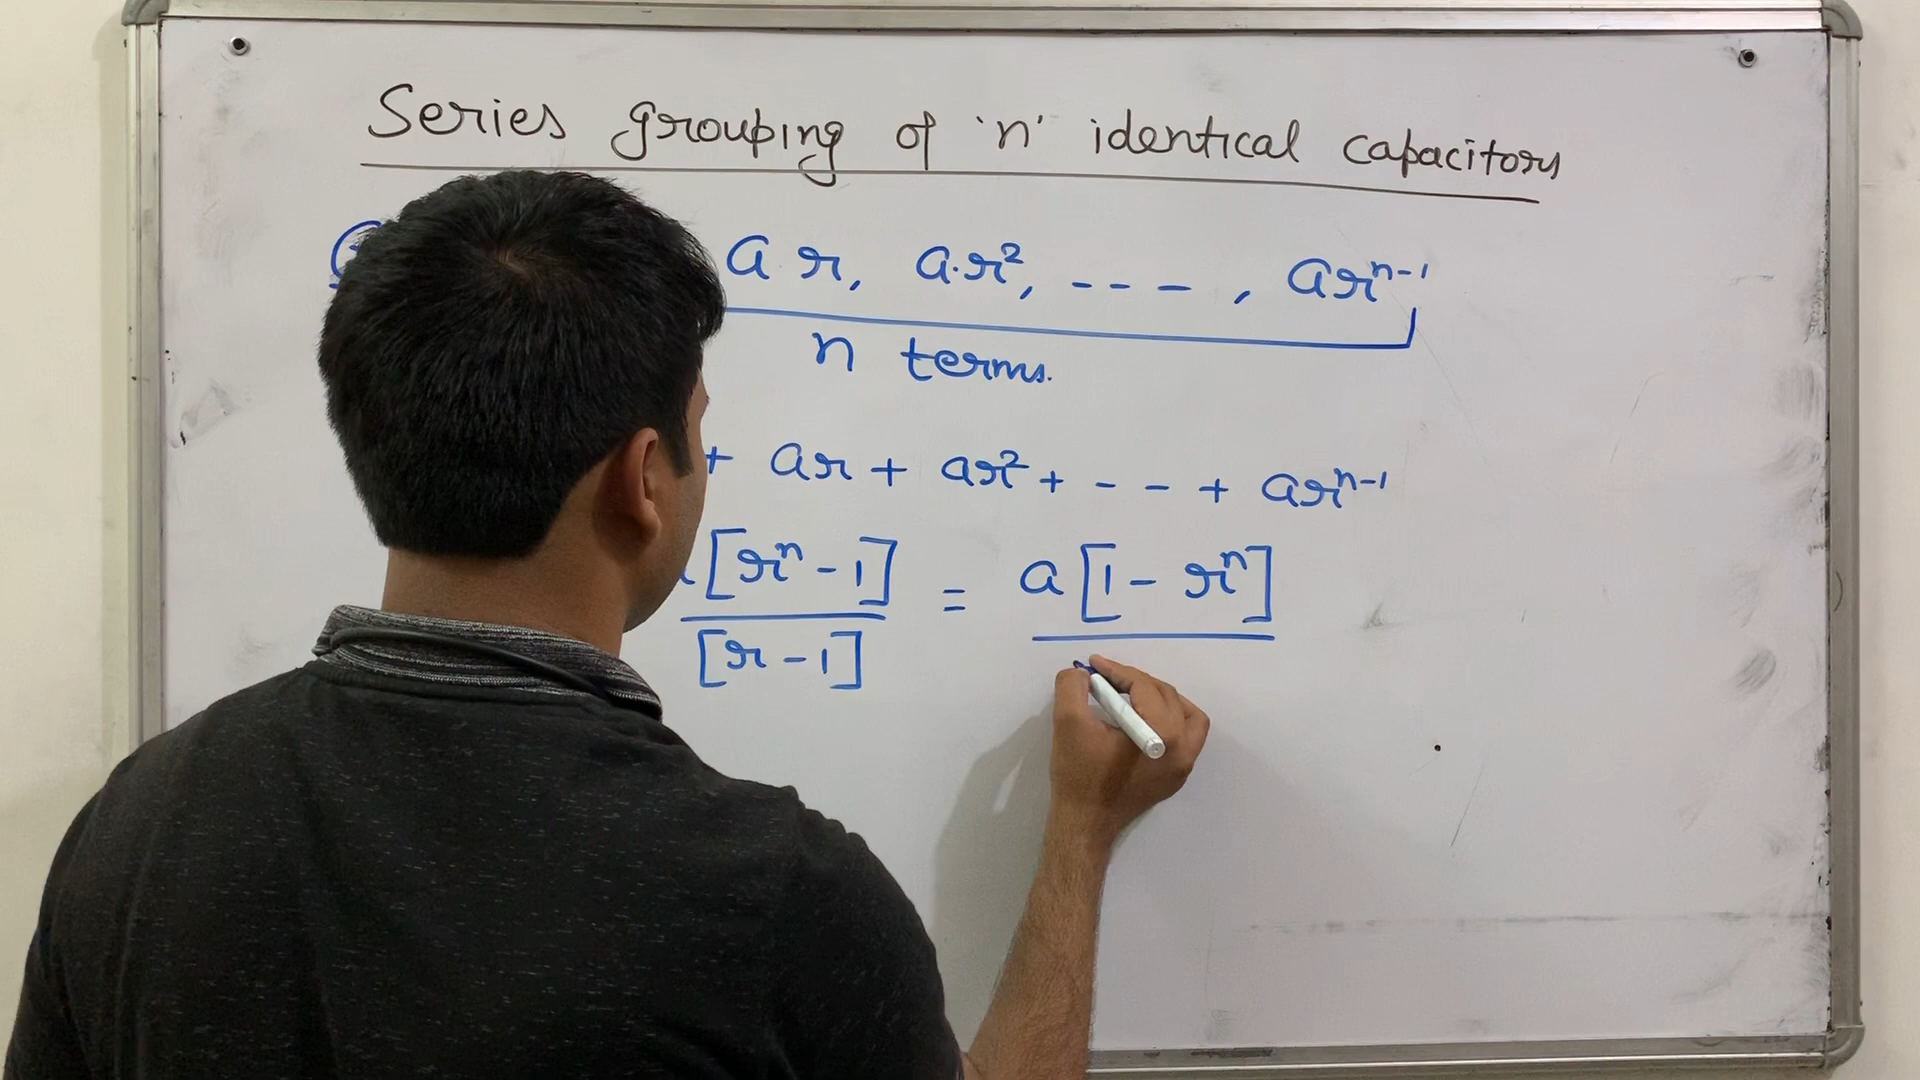 Series grouping of 'n' identical capacitors
a r, a.r², - - - , ar^n-1
n terms.
+ ar + ar² + - - + ar^n-1
[r^n - 1] = a [1 - r^n]
[r - 1]